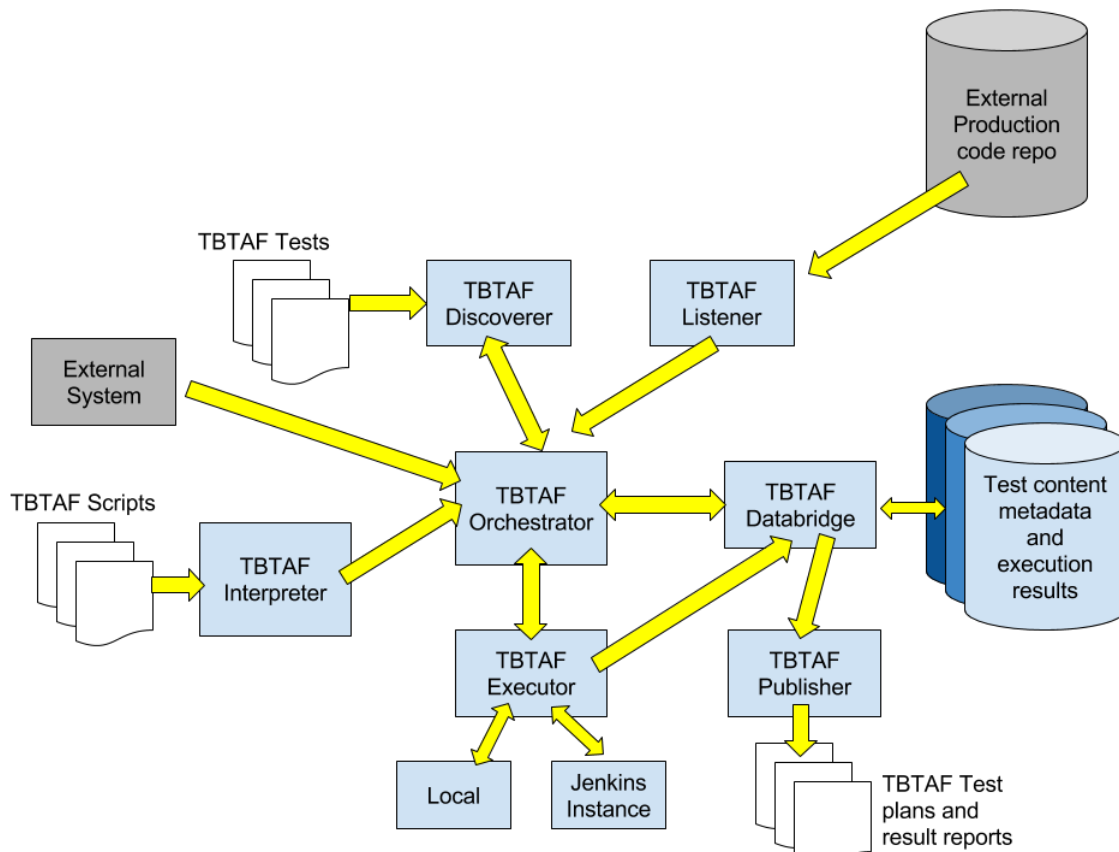 External
Production
code repo
TBTAF Tests
TBTAF
Discoverer
TBTAF
Listener
External
System
TBTAF Scripts
TBTAF
Interpreter
TBTAF
Orchestrator
TBTAF
Databridge
Test content
metadata
and
execution
results
TBTAF
Executor
TBTAF
Publisher
Local
Jenkins
Instance
TBTAF Test
plans and
result reports